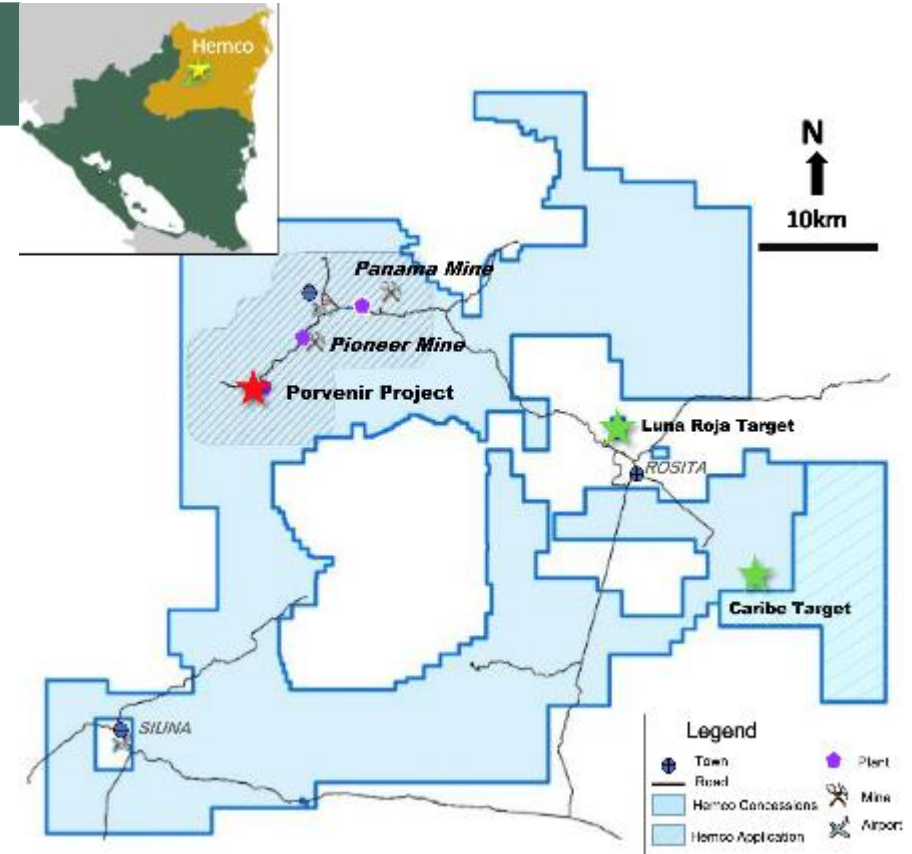 Hemco
N
10km
Panama Mine
Pioneer Mine
Porvenir Project
Luna Roja Target
ROSITA
Caribe Target
SIUNA
Legend
Town
Road
Hemco Concessions
Hemco Application
Plant
Mine
Airport